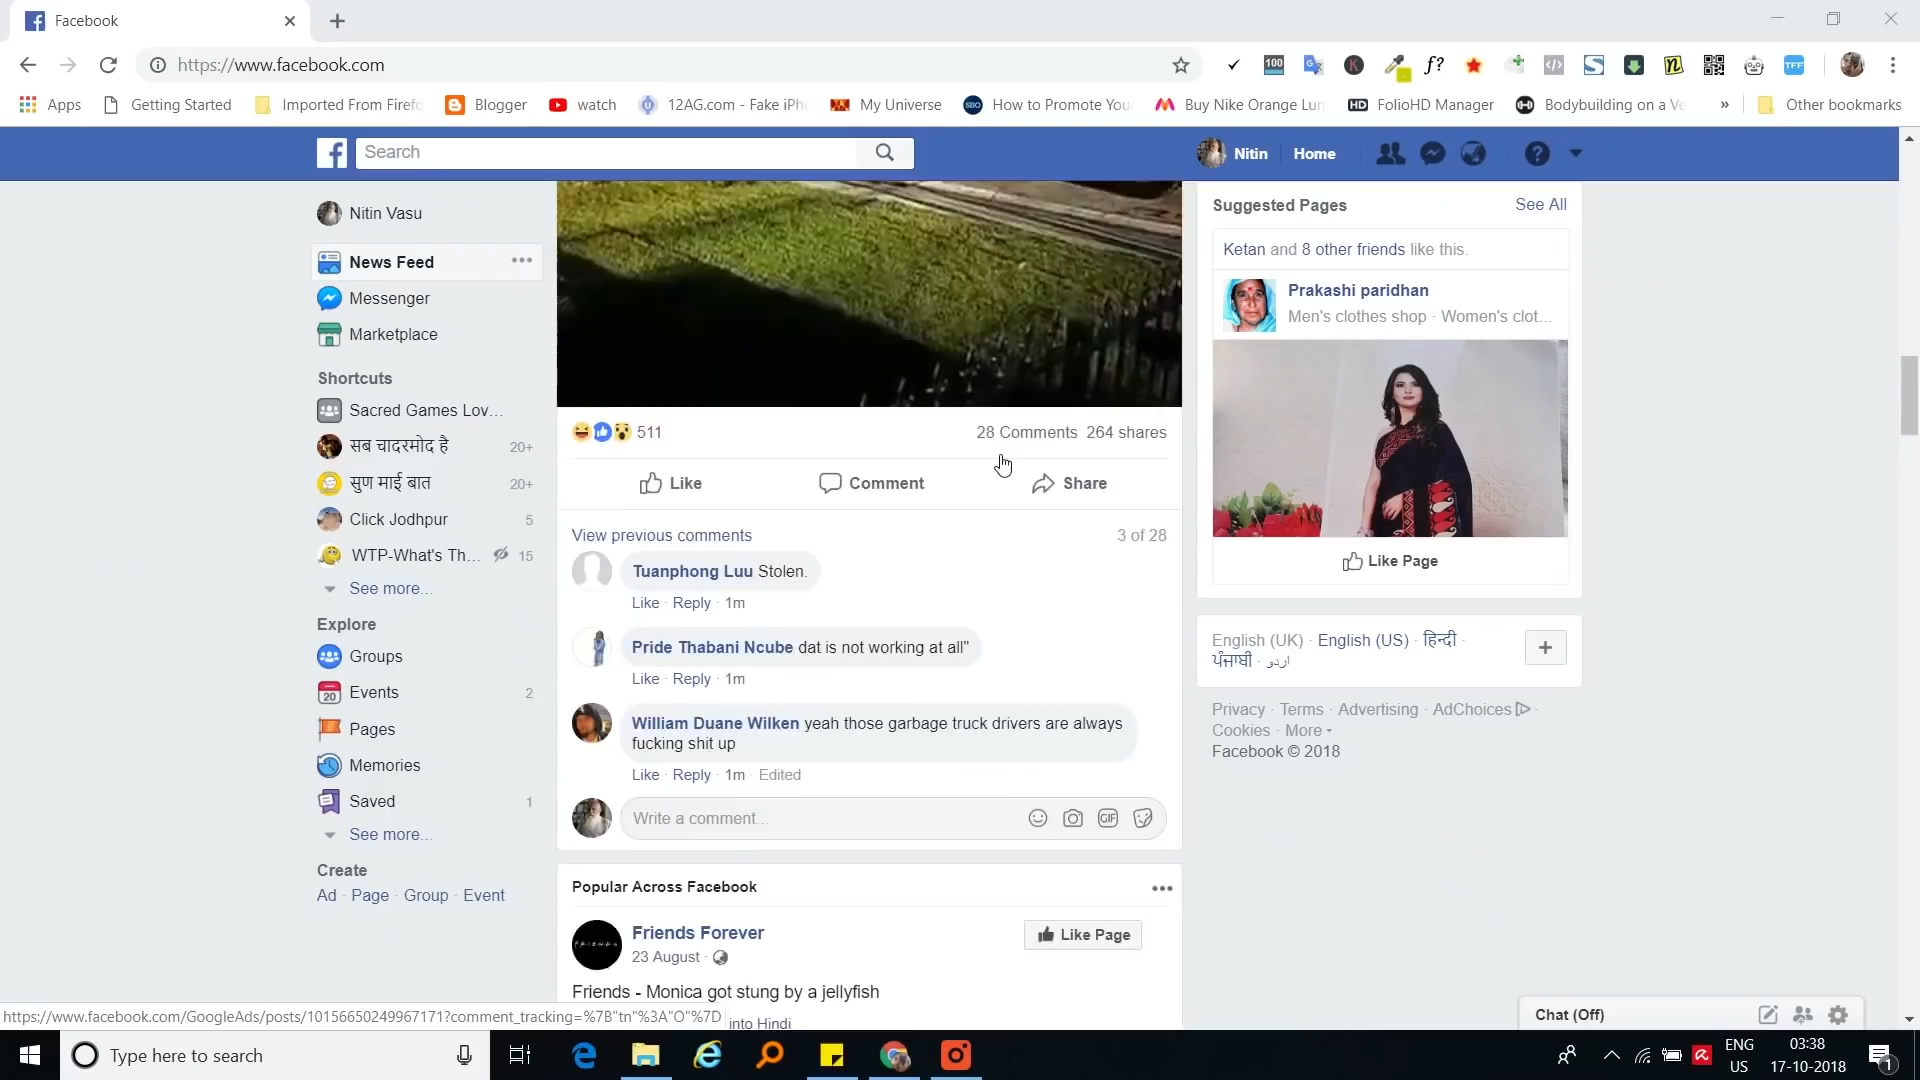 Facebook
https://www.facebook.com
100
K
f?
n
TFF
Apps
Getting Started
Imported From Firefo
Blogger
watch
12AG.com - Fake iPh
My Universe
SBO
How to Promote You
Buy Nike Orange Lun
HD
FolioHD Manager
Bodybuilding on a Ve
»
Other bookmarks
Search
Nitin
Home
Nitin Vasu
News Feed
Messenger
Marketplace
Shortcuts
Sacred Games Lov...
सब चादरमोद है 20+
सुण माई बात 20+
Click Jodhpur 5
WTP-What's Th... 15
See more...
Explore
Groups
Events 2
20
Pages
Memories
Saved 1
See more...
Create
Ad · Page · Group · Event
511
28 Comments 264 shares
Like
Comment
Share
View previous comments
3 of 28
Tuanphong Luu Stolen.
Like · Reply · 1m
Pride Thabani Ncube dat is not working at all"
Like · Reply · 1m
William Duane Wilken yeah those garbage truck drivers are always
fucking shit up
Like · Reply · 1m · Edited
Write a comment...
GIF
Popular Across Facebook
Friends Forever
23 August ·
Like Page
F·R·I·E·N·D·S
Friends - Monica got stung by a jellyfish
into Hindi
Suggested Pages
See All
Ketan and 8 other friends like this.
Prakashi paridhan
Men's clothes shop · Women's clot...
Like Page
English (UK) · English (US) · हिन्दी ·
ਪੰਜਾਬੀ · اردو
Privacy · Terms · Advertising · AdChoices ·
Cookies · More
Facebook © 2018
Chat (Off)
https://www.facebook.com/GoogleAds/posts/10156650249967171?comment_tracking=%7B"tn"%3A"O"%7D
Type here to search
ENG
US
03:38
17-10-2018
1